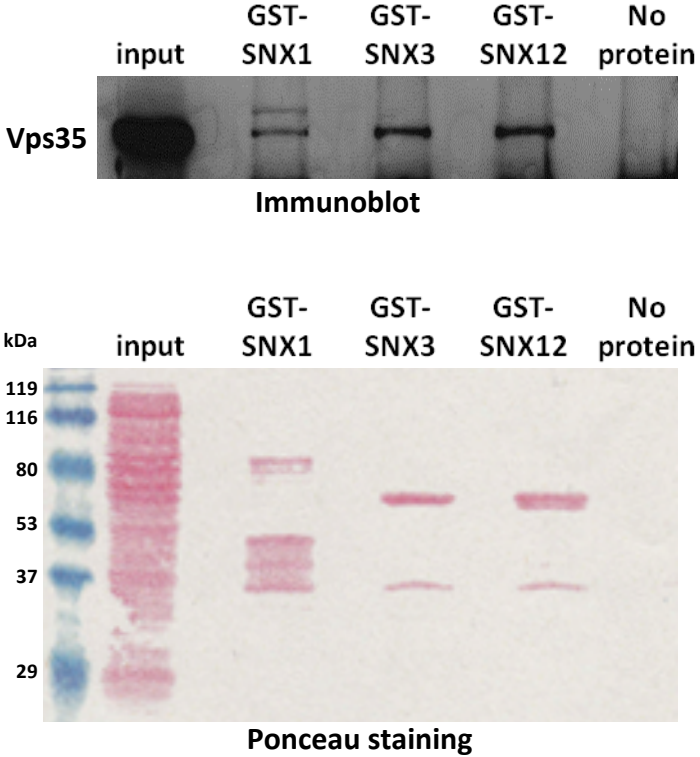 GST- GST- GST- No
input SNX1 SNX3 SNX12 protein
Vps35
Immunoblot
GST- GST- GST- No
kDa
input SNX1 SNX3 SNX12 protein
119
116
80
53
37
29
Ponceau staining